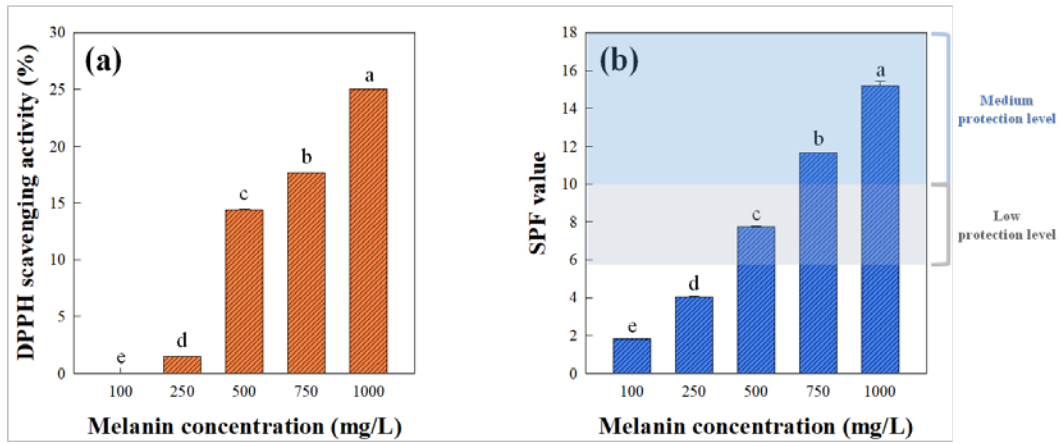 (a)
DPPH scavenging activity (%)
30
25
20
15
10
5
0
e
d
c
b
a
100 250 500 750 1000
Melanin concentration (mg/L)
(b)
SPF value
18
16
14
12
10
8
6
4
2
0
e
d
c
b
a
100 250 500 750 1000
Melanin concentration (mg/L)
Medium
protection level
Low
protection level